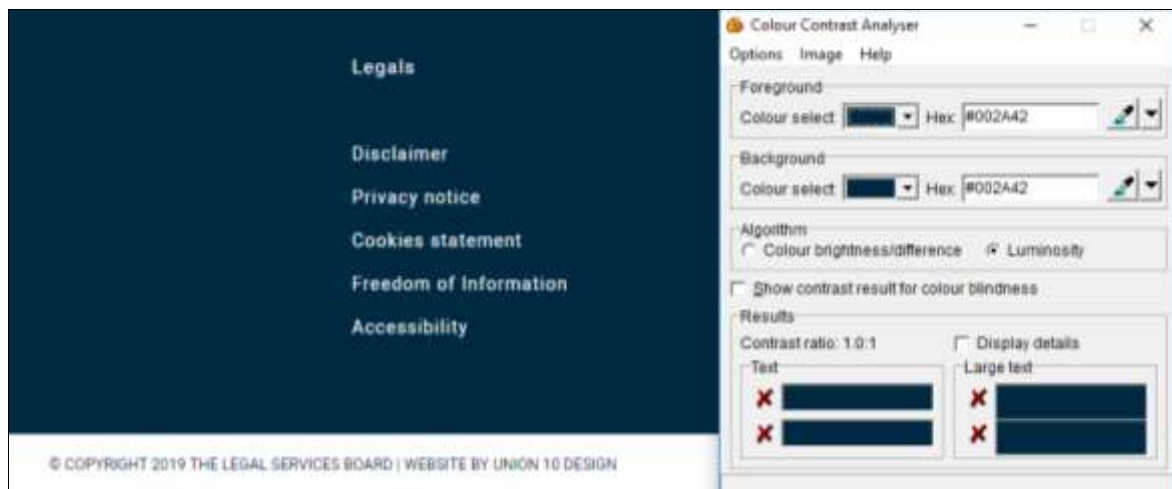 Legals
Disclaimer
Privacy notice
Cookies statement
Freedom of Information
Accessibility
© COPYRIGHT 2019 THE LEGAL SERVICES BOARD | WEBSITE BY UNION 10 DESIGN
Colour Contrast Analyser
Options Image Help
Foreground
Colour select Hex #002A42
Background
Colour select Hex #002A42
Algorithm
Colour brightness/difference Luminosity
Show contrast result for colour blindness
Results
Contrast ratio: 1.0:1 Display details
Text Large text